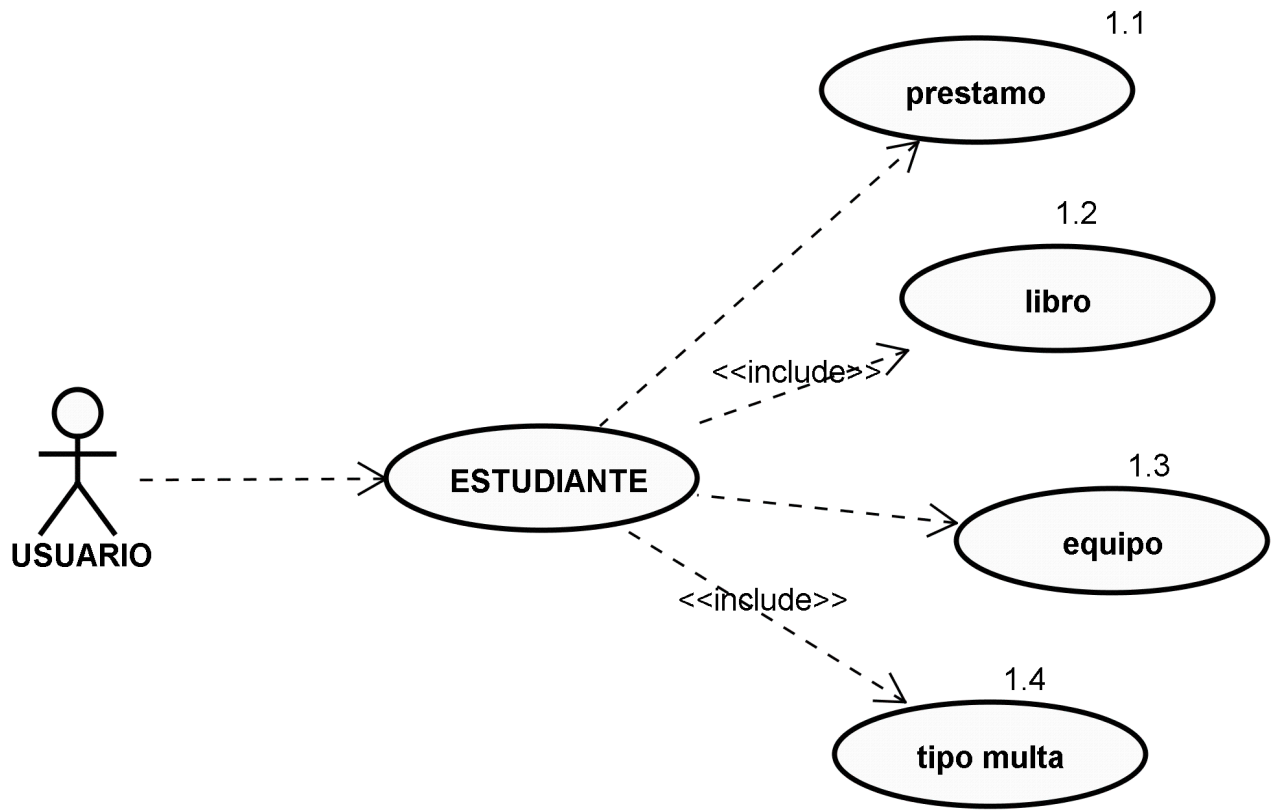 1.1
prestamo
1.2
libro
<<include>>
USUARIO
ESTUDIANTE
1.3
equipo
<<include>>
1.4
tipo multa